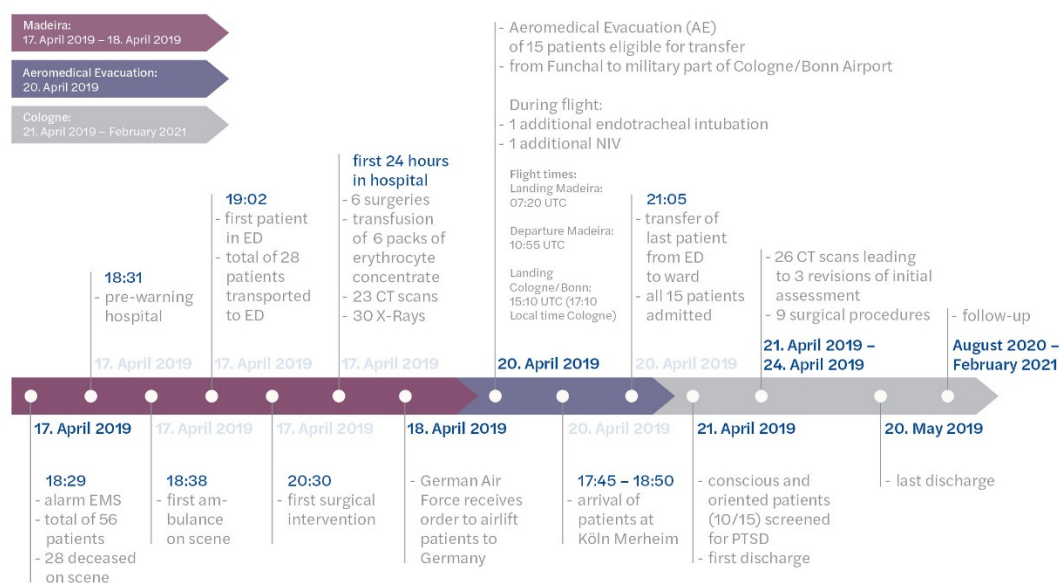 Madeira:
17. April 2019 – 18. April 2019
Aeromedical Evacuation:
20. April 2019
Cologne:
21. April 2019 – February 2021
18:31
- pre-warning
hospital
17. April 2019
19:02
- first patient
in ED
- total of 28
patients
transported
to ED
17. April 2019
first 24 hours
in hospital
- 6 surgeries
- transfusion
of 6 packs of
erythrocyte
concentrate
- 23 CT scans
- 30 X-Rays
17. April 2019
- Aeromedical Evacuation (AE)
of 15 patients eligible for transfer
- from Funchal to military part of Cologne/Bonn Airport
During flight:
- 1 additional endotracheal intubation
- 1 additional NIV
Flight times:
Landing Madeira:
07:20 UTC
Departure Madeira:
10:55 UTC
Landing
Cologne/Bonn:
15:10 UTC (17:10
Local time Cologne)
20. April 2019
21:05
- transfer of
last patient
from ED
to ward
- all 15 patients
admitted
20. April 2019
- 26 CT scans leading
to 3 revisions of initial
assessment
- 9 surgical procedures
21. April 2019 –
24. April 2019
- follow-up
August 2020 –
February 2021
17. April 2019
18:29
- alarm EMS
- total of 56
patients
- 28 deceased
on scene
17. April 2019
18:38
- first am-
bulance
on scene
17. April 2019
20:30
- first surgical
intervention
18. April 2019
- German Air
Force receives
order to airlift
patients to
Germany
20. April 2019
17:45 – 18:50
- arrival of
patients at
Köln Merheim
21. April 2019
- conscious and
oriented patients
(10/15) screened
for PTSD
- first discharge
20. May 2019
- last discharge